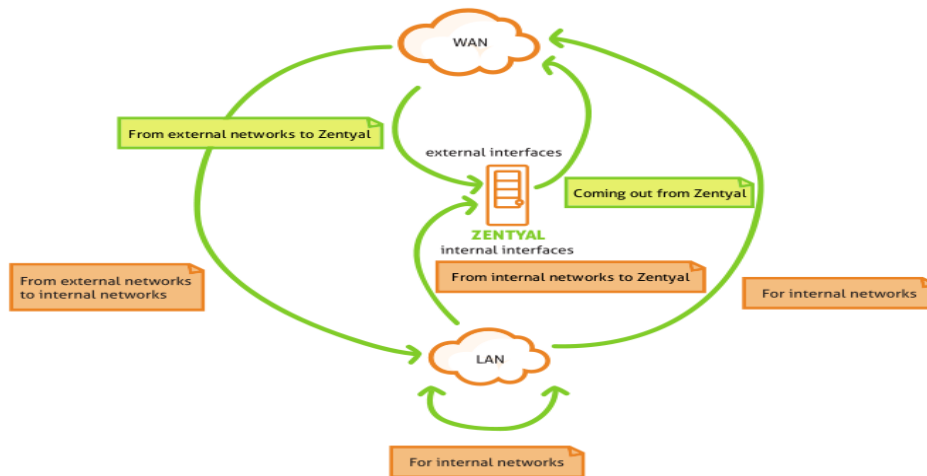 WAN
From external networks to Zentyal
external interfaces
Coming out from Zentyal
ZENTYAL
internal interfaces
From internal networks to Zentyal
From external networks
to internal networks
For internal networks
LAN
For internal networks